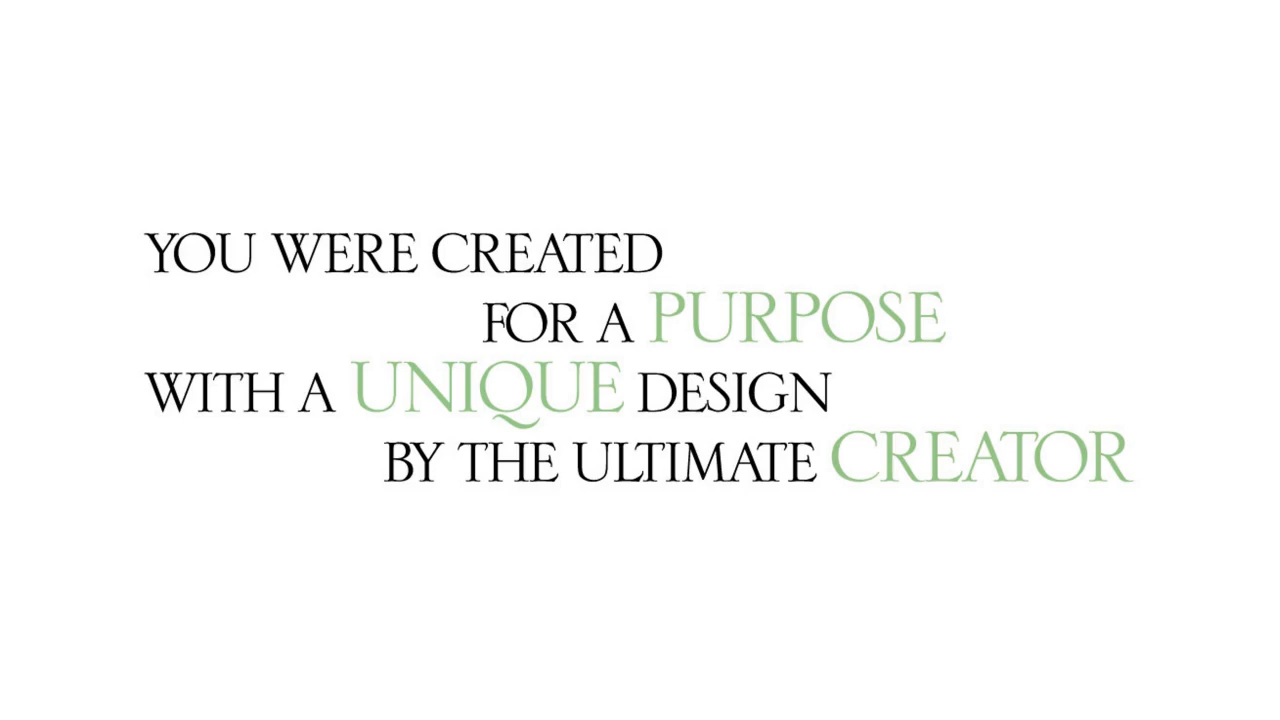 YOU WERE CREATED
FOR A PURPOSE
WITH A UNIQUE DESIGN
BY THE ULTIMATE CREATOR